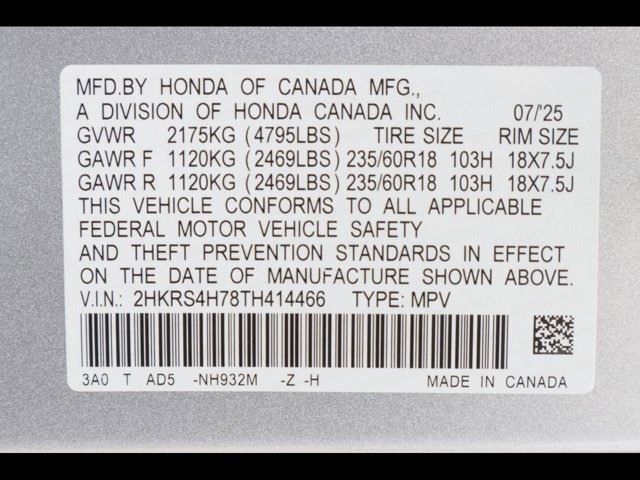 MFD.BY HONDA OF CANADA MFG.,
A DIVISION OF HONDA CANADA INC. 07/'25
GVWR 2175KG (4795LBS) TIRE SIZE RIM SIZE
GAWR F 1120KG (2469LBS) 235/60R18 103H 18X7.5J
GAWR R 1120KG (2469LBS) 235/60R18 103H 18X7.5J
THIS VEHICLE CONFORMS TO ALL APPLICABLE
FEDERAL MOTOR VEHICLE SAFETY
AND THEFT PREVENTION STANDARDS IN EFFECT
ON THE DATE OF MANUFACTURE SHOWN ABOVE.
V.I.N.: 2HKRS4H78TH414466 TYPE: MPV
3A0 T AD5 -NH932M -Z -H MADE IN CANADA